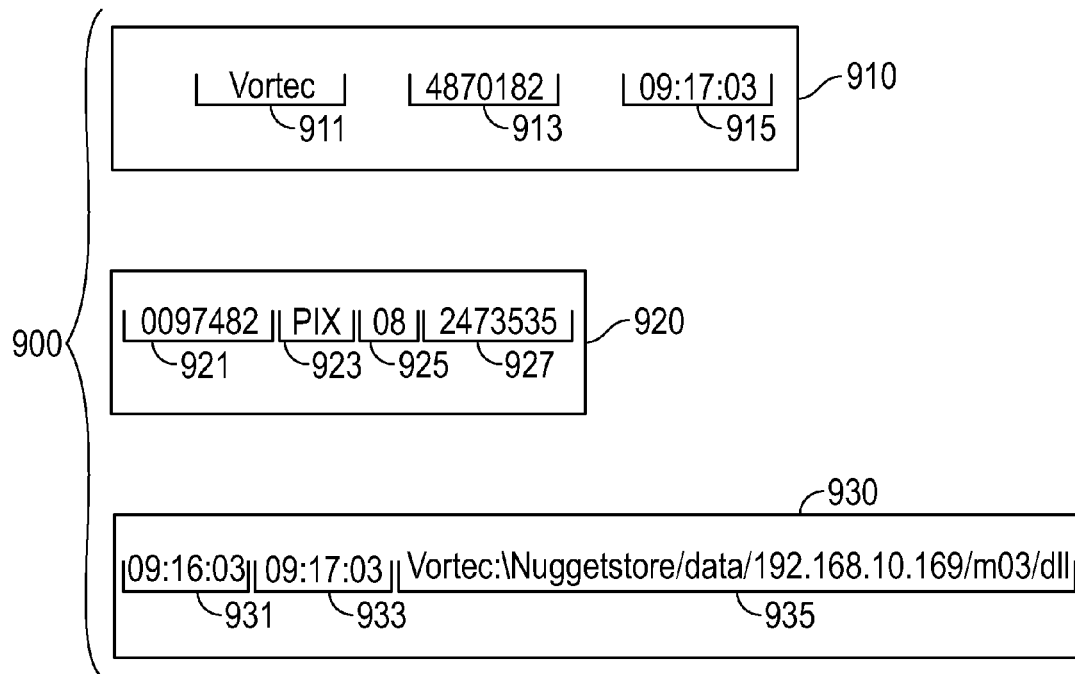 Vortec 4870182 09:17:03 910
911 913 915
0097482 PIX 08 2473535 920
921 923 925 927
900
930
09:16:03 09:17:03 Vortec:\Nuggetstore/data/192.168.10.169/m03/dll
931 933 935